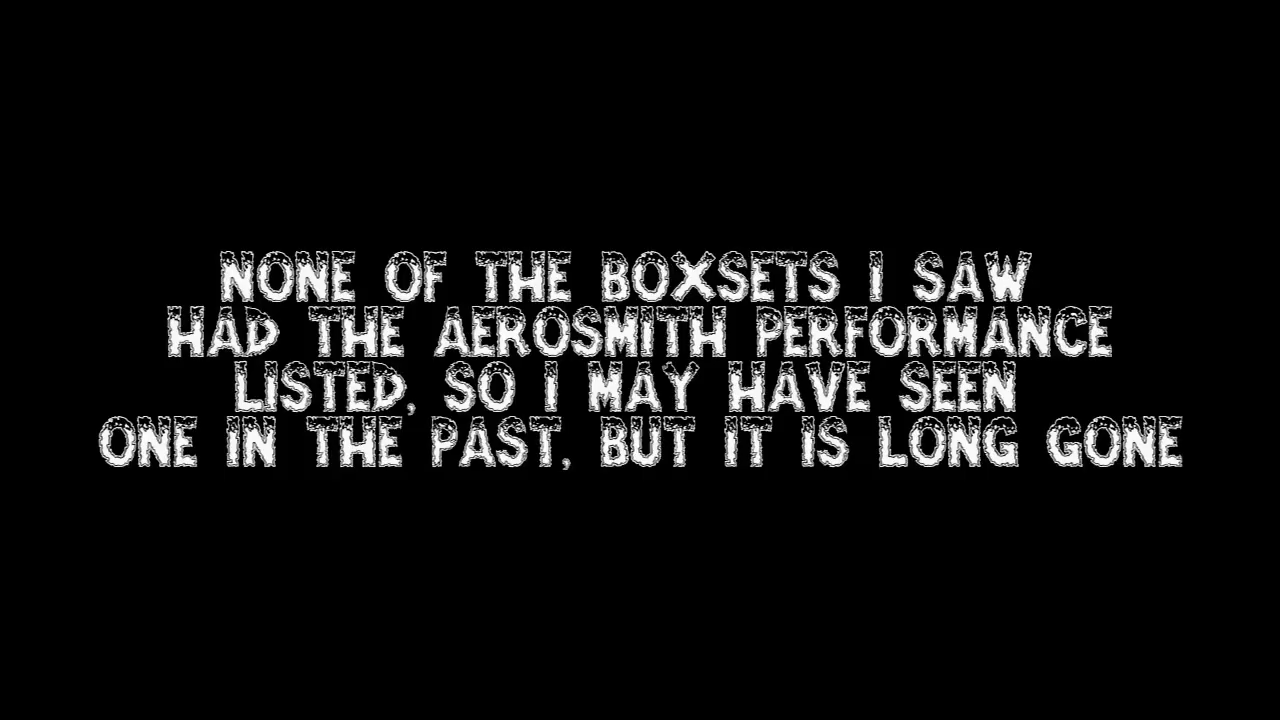 NONE OF THE BOXSETS I SAW
HAD THE AEROSMITH PERFORMANCE
LISTED, SO I MAY HAVE SEEN
ONE IN THE PAST, BUT IT IS LONG GONE